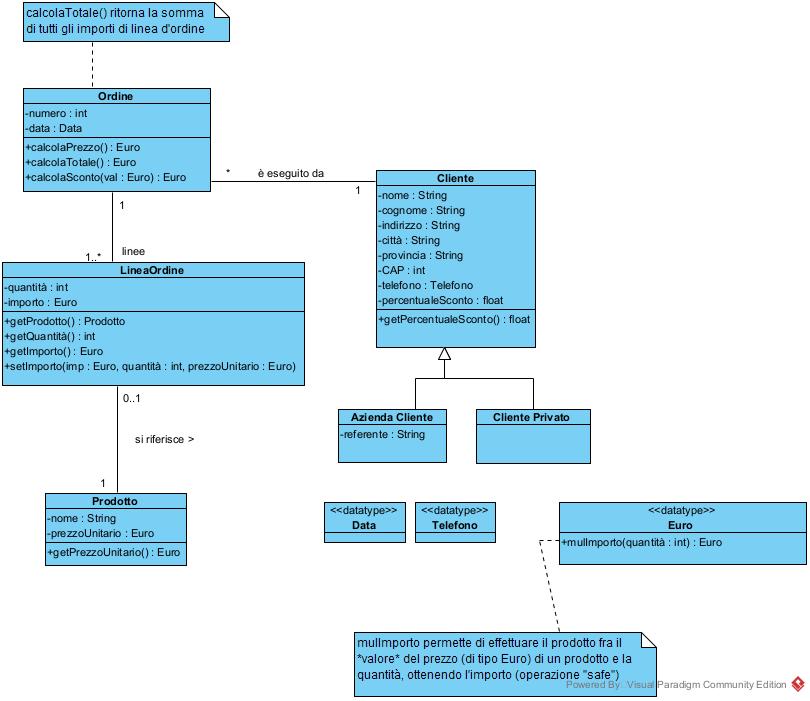 calcolaTotale() ritorna la somma
di tutti gli importi di linea d'ordine
Ordine
-numero : int
-data : Data
+calcolaPrezzo() : Euro
+calcolaTotale() : Euro
+calcolaSconto(val : Euro) : Euro
* è eseguito da
1
Cliente
-nome : String
-cognome : String
-indirizzo : String
-città : String
-provincia : String
-CAP : int
-telefono : Telefono
-percentualeSconto : float
+getPercentualeSconto() : float
1
1..* linee
LineaOrdine
-quantità : int
-importo : Euro
+getProdotto() : Prodotto
+getQuantità() : int
+getImporto() : Euro
+setImporto(imp : Euro, quantità : int, prezzoUnitario : Euro)
0..1
si riferisce >
1
Azienda Cliente
-referente : String
Cliente Privato
Prodotto
-nome : String
-prezzoUnitario : Euro
+getPrezzoUnitario() : Euro
<<datatype>>
Data
<<datatype>>
Telefono
<<datatype>>
Euro
+mulImporto(quantità : int) : Euro
mulImporto permette di effettuare il prodotto fra il
*valore* del prezzo (di tipo Euro) di un prodotto e la
quantità, ottenendo l'importo (operazione "safe")
Powered By Visual Paradigm Community Edition